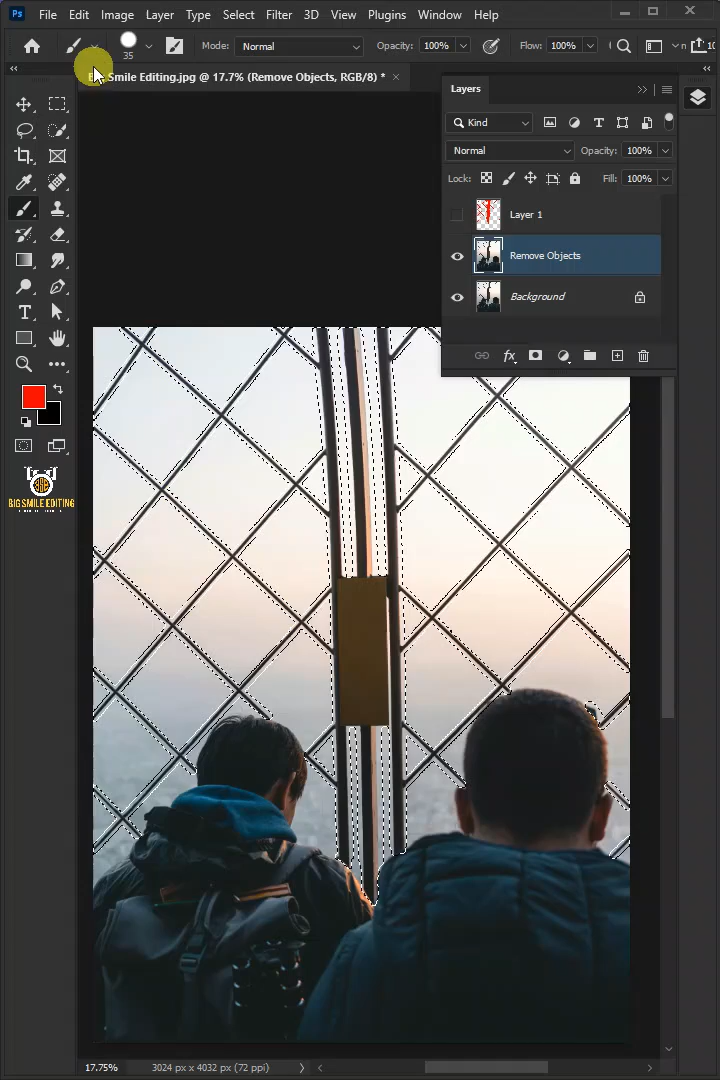 Ps File Edit Image Layer Type Select Filter 3D View Plugins Window Help
35 Mode: Normal Opacity: 100% Flow: 100%
Smile Editing.jpg @ 17.7% (Remove Objects, RGB/8) *
Layers
Kind
Normal Opacity: 100%
Lock: Fill: 100%
Layer 1
Remove Objects
Background
BIG SMILE EDITING
17.75% 3024 px x 4032 px (72 ppi)